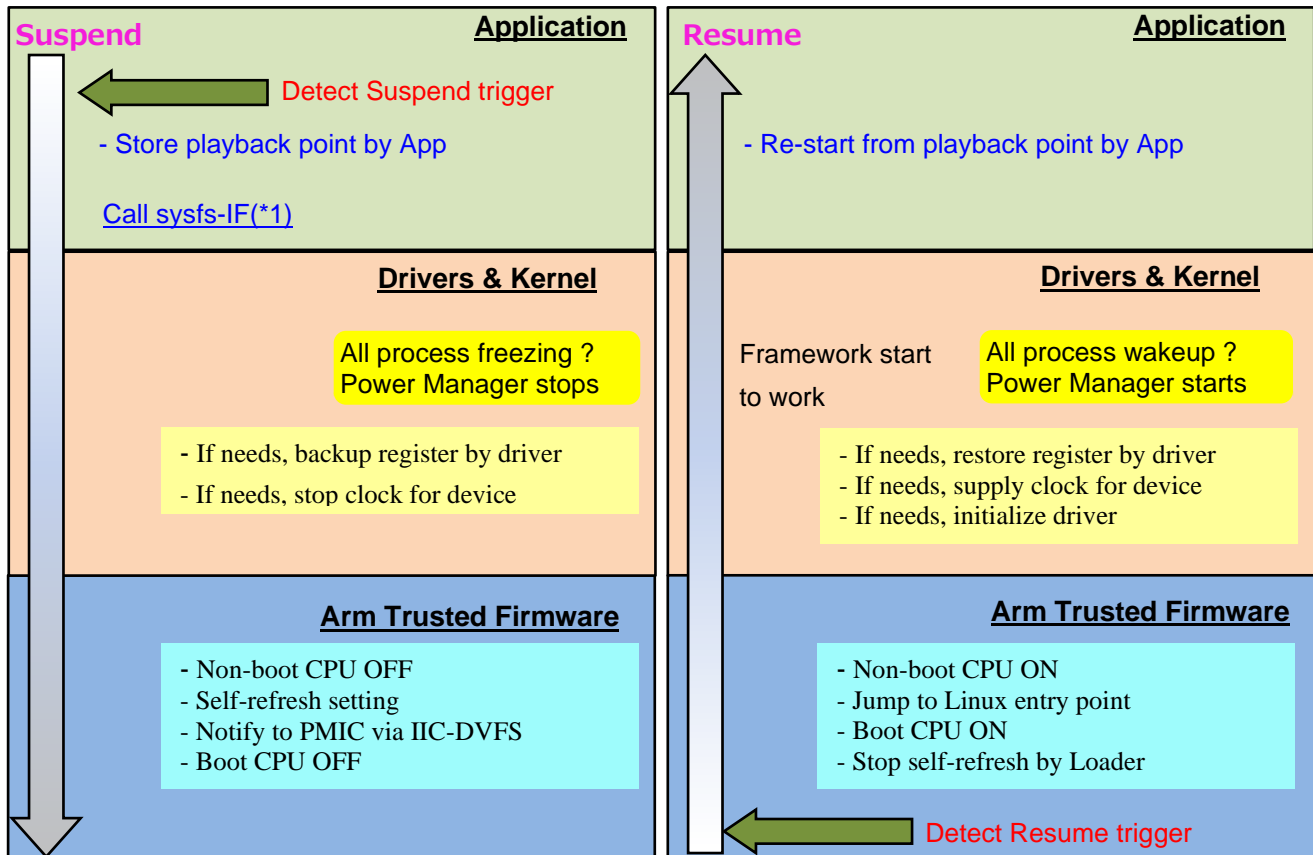 Suspend
Application
Detect Suspend trigger
- Store playback point by App
Call sysfs-IF(*1)
Drivers & Kernel
All process freezing ?
Power Manager stops
- If needs, backup register by driver
- If needs, stop clock for device
Arm Trusted Firmware
- Non-boot CPU OFF
- Self-refresh setting
- Notify to PMIC via IIC-DVFS
- Boot CPU OFF
Resume
Application
- Re-start from playback point by App
Drivers & Kernel
Framework start
to work
All process wakeup ?
Power Manager starts
- If needs, restore register by driver
- If needs, supply clock for device
- If needs, initialize driver
Arm Trusted Firmware
- Non-boot CPU ON
- Jump to Linux entry point
- Boot CPU ON
- Stop self-refresh by Loader
Detect Resume trigger